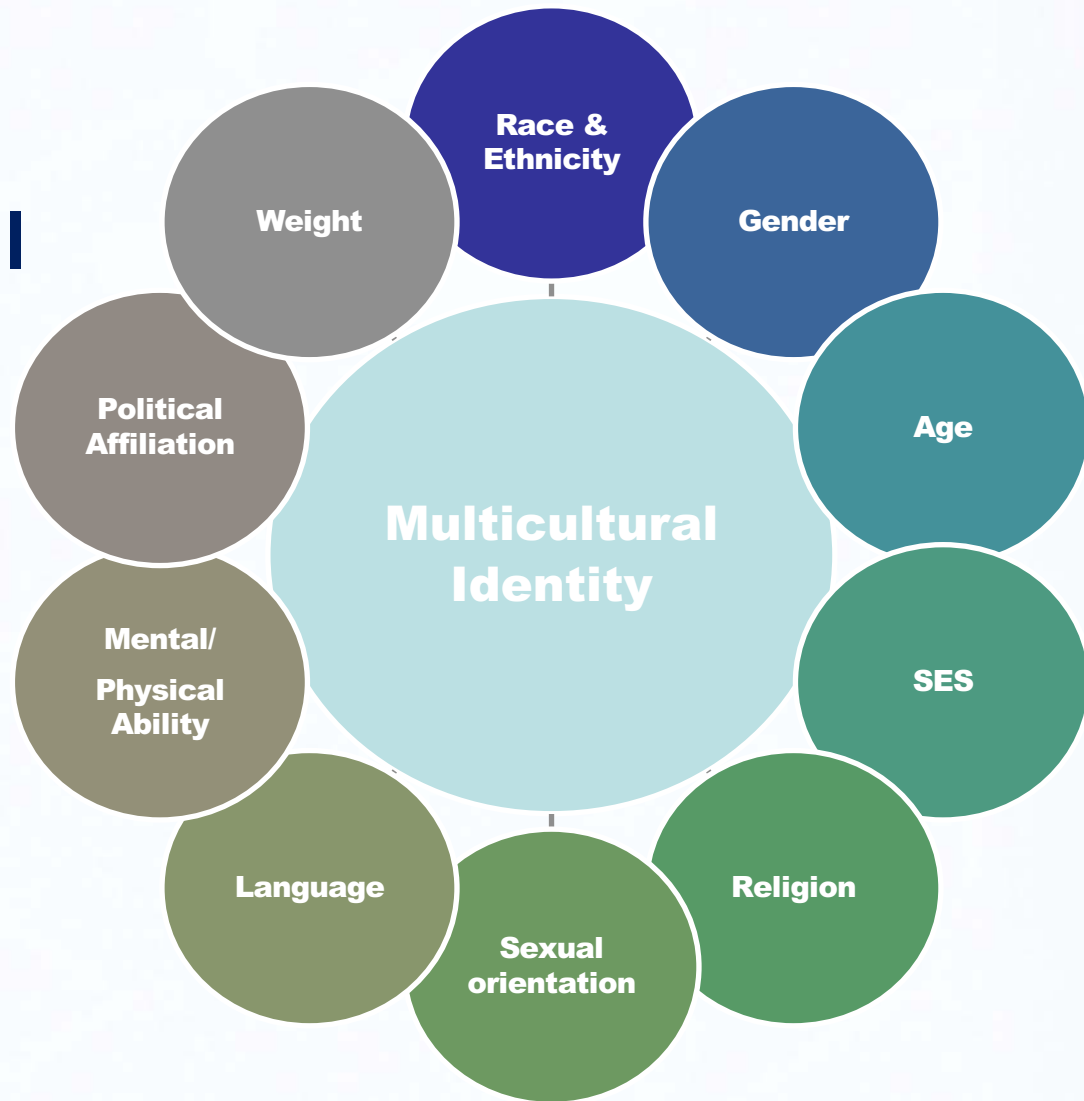 Race &
Ethnicity
Gender
Age
SES
Religion
Sexual
orientation
Language
Mental/
Physical
Ability
Political
Affiliation
Weight
Multicultural
Identity